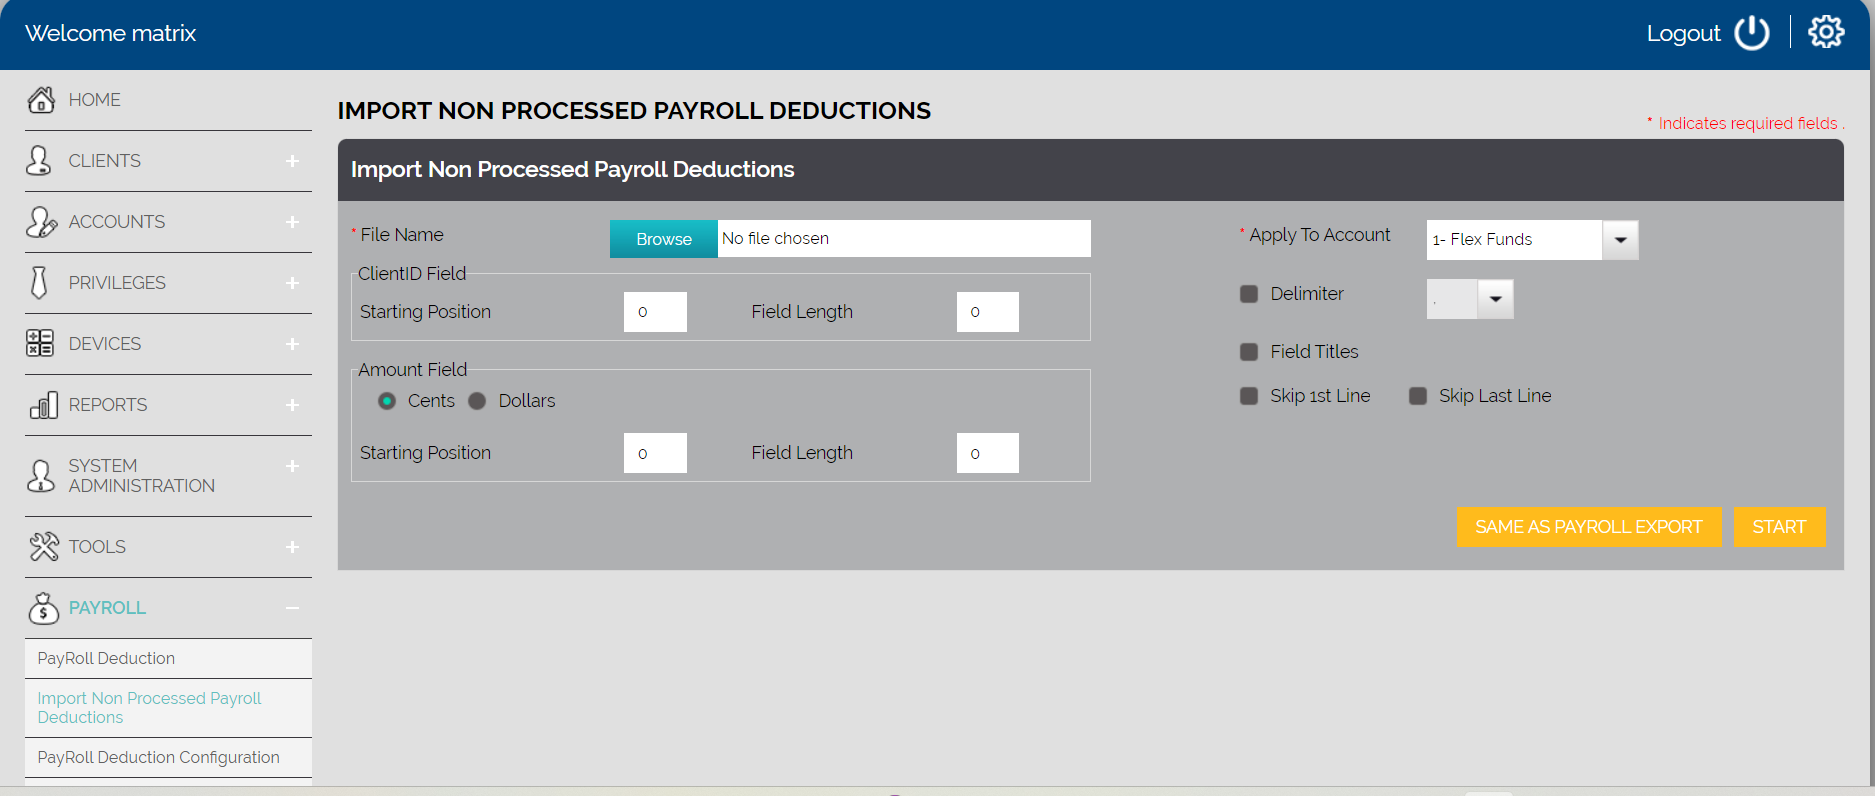 Welcome matrix
Logout
HOME
CLIENTS
ACCOUNTS
PRIVILEGES
DEVICES
REPORTS
SYSTEM
ADMINISTRATION
TOOLS
PAYROLL
PayRoll Deduction
Import Non Processed Payroll
Deductions
PayRoll Deduction Configuration
IMPORT NON PROCESSED PAYROLL DEDUCTIONS
* Indicates required fields .
Import Non Processed Payroll Deductions
* File Name Browse No file chosen
ClientID Field
Starting Position 0 Field Length 0
Amount Field
Cents Dollars
Starting Position 0 Field Length 0
* Apply To Account 1- Flex Funds
Delimiter ,
Field Titles
Skip 1st Line Skip Last Line
SAME AS PAYROLL EXPORT START